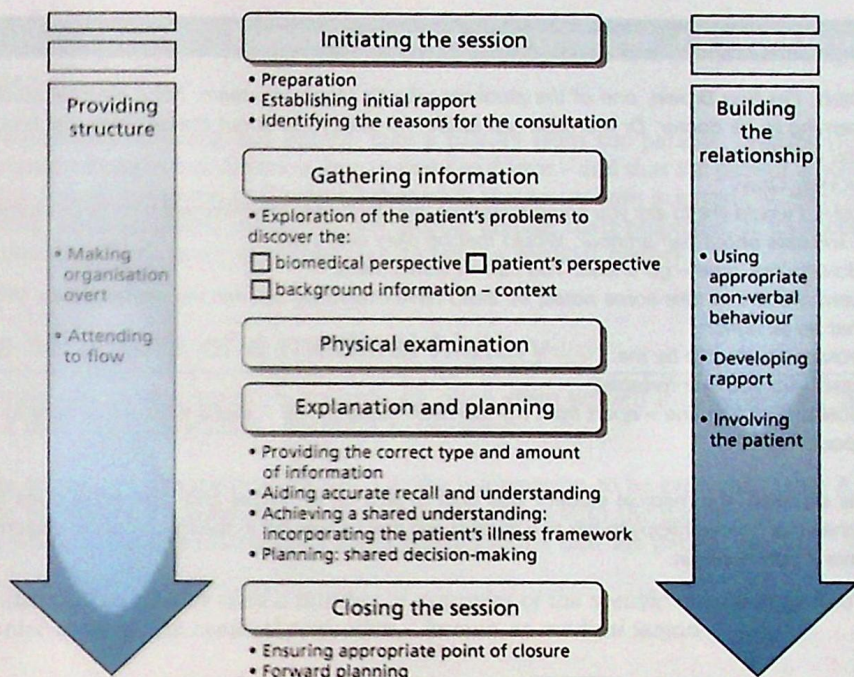 Initiating the session
• Preparation
• Establishing initial rapport
• Identifying the reasons for the consultation
Providing
structure
• Making
organisation
overt
• Attending
to flow
Gathering information
• Exploration of the patient's problems to
discover the:
biomedical perspective patient's perspective
background information – context
Physical examination
Explanation and planning
• Providing the correct type and amount
of information
• Aiding accurate recall and understanding
• Achieving a shared understanding:
incorporating the patient's illness framework
• Planning: shared decision-making
Closing the session
• Ensuring appropriate point of closure
• Forward planning
Building
the
relationship
• Using
appropriate
non-verbal
behaviour
• Developing
rapport
• Involving
the patient